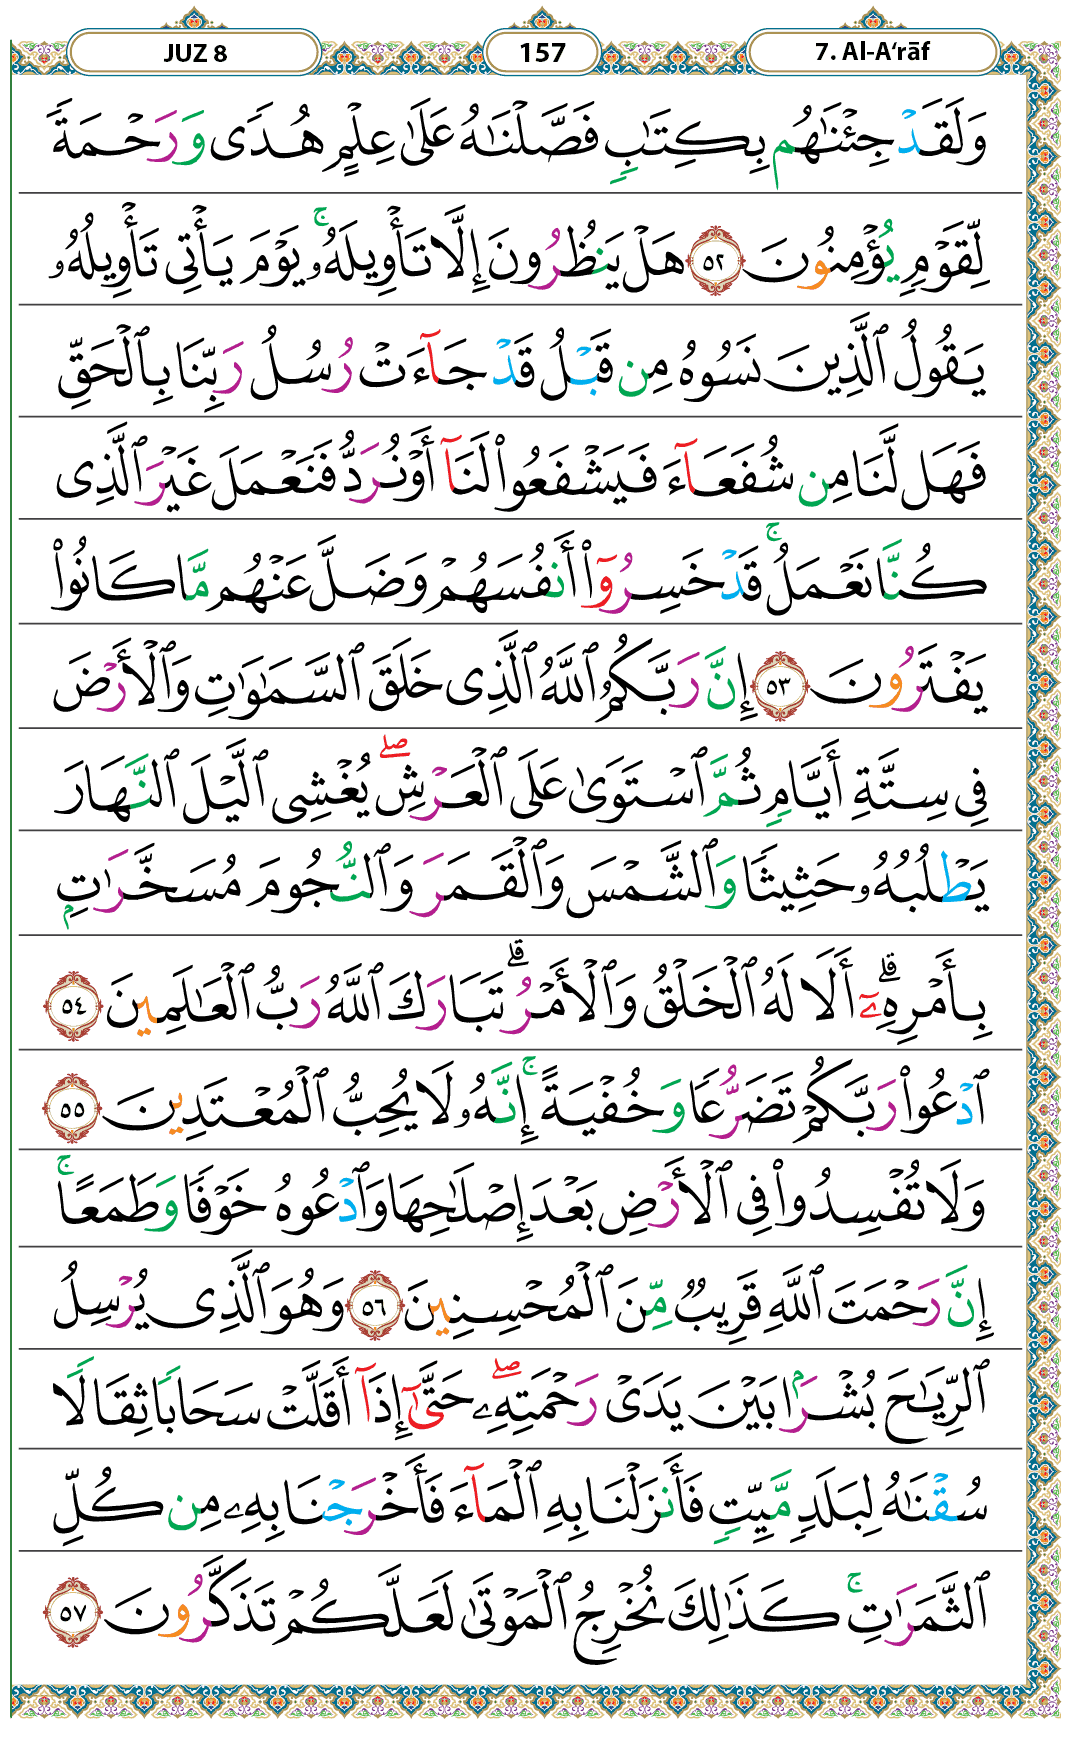 JUZ 8
157
7. Al-A‘rāf
وَلَقَدْ جِئْنَٰهُم بِكِتَٰبٍ فَصَّلْنَٰهُ عَلَىٰ عِلْمٍ هُدًى وَرَحْمَةً
لِّقَوْمٍ يُؤْمِنُونَ ٥٢ هَلْ يَنظُرُونَ إِلَّا تَأْوِيلَهُۥ ۚ يَوْمَ يَأْتِى تَأْوِيلُهُۥ
يَقُولُ ٱلَّذِينَ نَسُوهُ مِن قَبْلُ قَدْ جَآءَتْ رُسُلُ رَبِّنَا بِٱلْحَقِّ
فَهَل لَّنَا مِن شُفَعَآءَ فَيَشْفَعُوا۟ لَنَآ أَوْ نُرَدُّ فَنَعْمَلَ غَيْرَ ٱلَّذِى
كُنَّا نَعْمَلُ ۚ قَدْ خَسِرُوٓا۟ أَنفُسَهُمْ وَضَلَّ عَنْهُم مَّا كَانُوا۟
يَفْتَرُونَ ٥٣ إِنَّ رَبَّكُمُ ٱللَّهُ ٱلَّذِى خَلَقَ ٱلسَّمَٰوَٰتِ وَٱلْأَرْضَ
فِى سِتَّةِ أَيَّامٍ ثُمَّ ٱسْتَوَىٰ عَلَى ٱلْعَرْشِ ۖ يُغْشِى ٱلَّيْلَ ٱلنَّهَارَ
يَطْلُبُهُۥ حَثِيثًا وَٱلشَّمْسَ وَٱلْقَمَرَ وَٱلنُّجُومَ مُسَخَّرَٰتٍۭ
بِأَمْرِهِۦٓ ۗ أَلَا لَهُ ٱلْخَلْقُ وَٱلْأَمْرُ ۗ تَبَارَكَ ٱللَّهُ رَبُّ ٱلْعَٰلَمِينَ ٥٤
ٱدْعُوا۟ رَبَّكُمْ تَضَرُّعًا وَخُفْيَةً ۚ إِنَّهُۥ لَا يُحِبُّ ٱلْمُعْتَدِينَ ٥٥
وَلَا تُفْسِدُوا۟ فِى ٱلْأَرْضِ بَعْدَ إِصْلَٰحِهَا وَٱدْعُوهُ خَوْفًا وَطَمَعًا ۚ
إِنَّ رَحْمَتَ ٱللَّهِ قَرِيبٌ مِّنَ ٱلْمُحْسِنِينَ ٥٦ وَهُوَ ٱلَّذِى يُرْسِلُ
ٱلرِّيَٰحَ بُشْرًۢا بَيْنَ يَدَىْ رَحْمَتِهِۦ ۖ حَتَّىٰٓ إِذَآ أَقَلَّتْ سَحَابًا ثِقَالًا
سُقْنَٰهُ لِبَلَدٍ مَّيِّتٍ فَأَنزَلْنَا بِهِ ٱلْمَآءَ فَأَخْرَجْنَا بِهِۦ مِن كُلِّ
ٱلثَّمَرَٰتِ ۚ كَذَٰلِكَ نُخْرِجُ ٱلْمَوْتَىٰ لَعَلَّكُمْ تَذَكَّرُونَ ٥٧